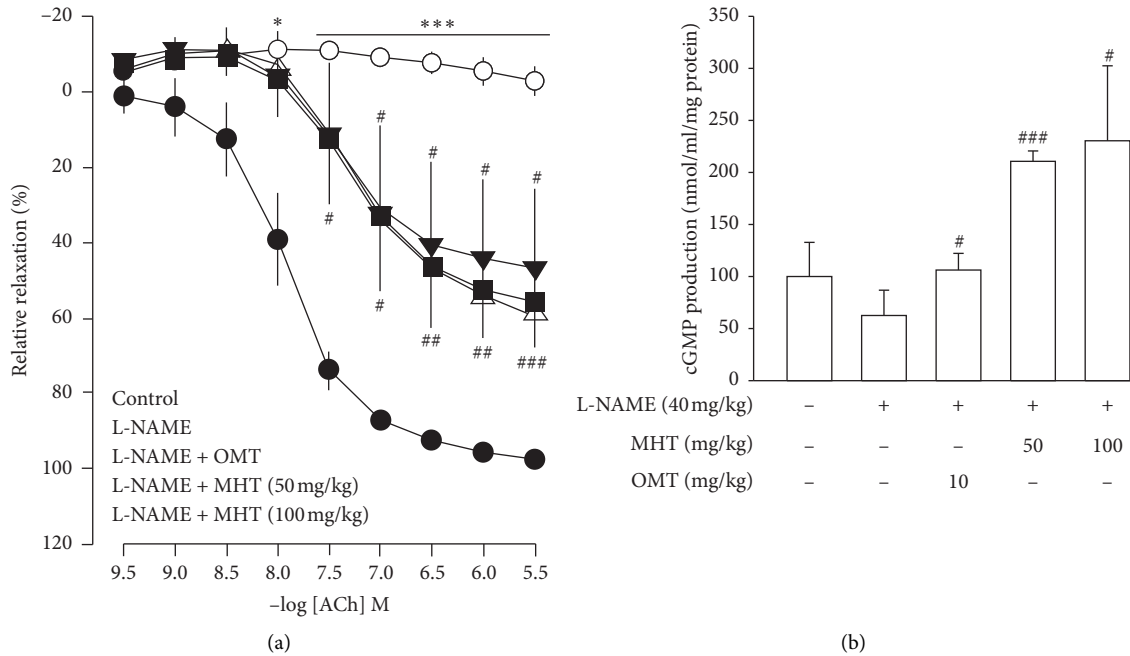 –20
0
20
40
60
80
100
120
Relative relaxation (%)
*
***
#
#
#
#
#
#
##
##
###
Control
L-NAME
L-NAME + OMT
L-NAME + MHT (50 mg/kg)
L-NAME + MHT (100 mg/kg)
9.5 9.0 8.5 8.0 7.5 7.0 6.5 6.0 5.5
–log [ACh] M
(a)
350
300
250
200
150
100
50
0
cGMP production (nmol/ml/mg protein)
#
###
#
L-NAME (40 mg/kg) – + + + +
MHT (mg/kg) – – – 50 100
OMT (mg/kg) – – 10 – –
(b)